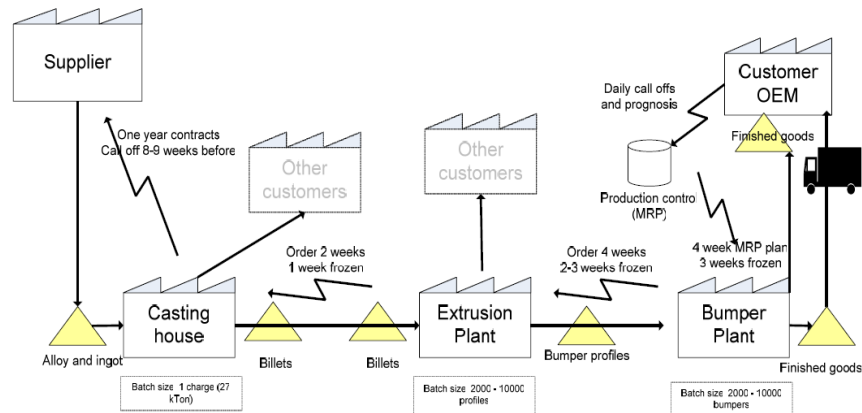 Supplier
Customer
OEM
Daily call offs
and prognosis
One year contracts
Call off 8-9 weeks before
Other
customers
Other
customers
Finished goods
Production control
(MRP)
Order 2 weeks
1 week frozen
Order 4 weeks
2-3 weeks frozen
4 week MRP plan
3 weeks frozen
Casting
house
Extrusion
Plant
Bumper
Plant
Alloy and ingot
Billets
Billets
Bumper profiles
Finished goods
Batch size 1 charge (27
kTon)
Batch size 2000 - 10000
profiles
Batch size 2000 - 10000
bumpers